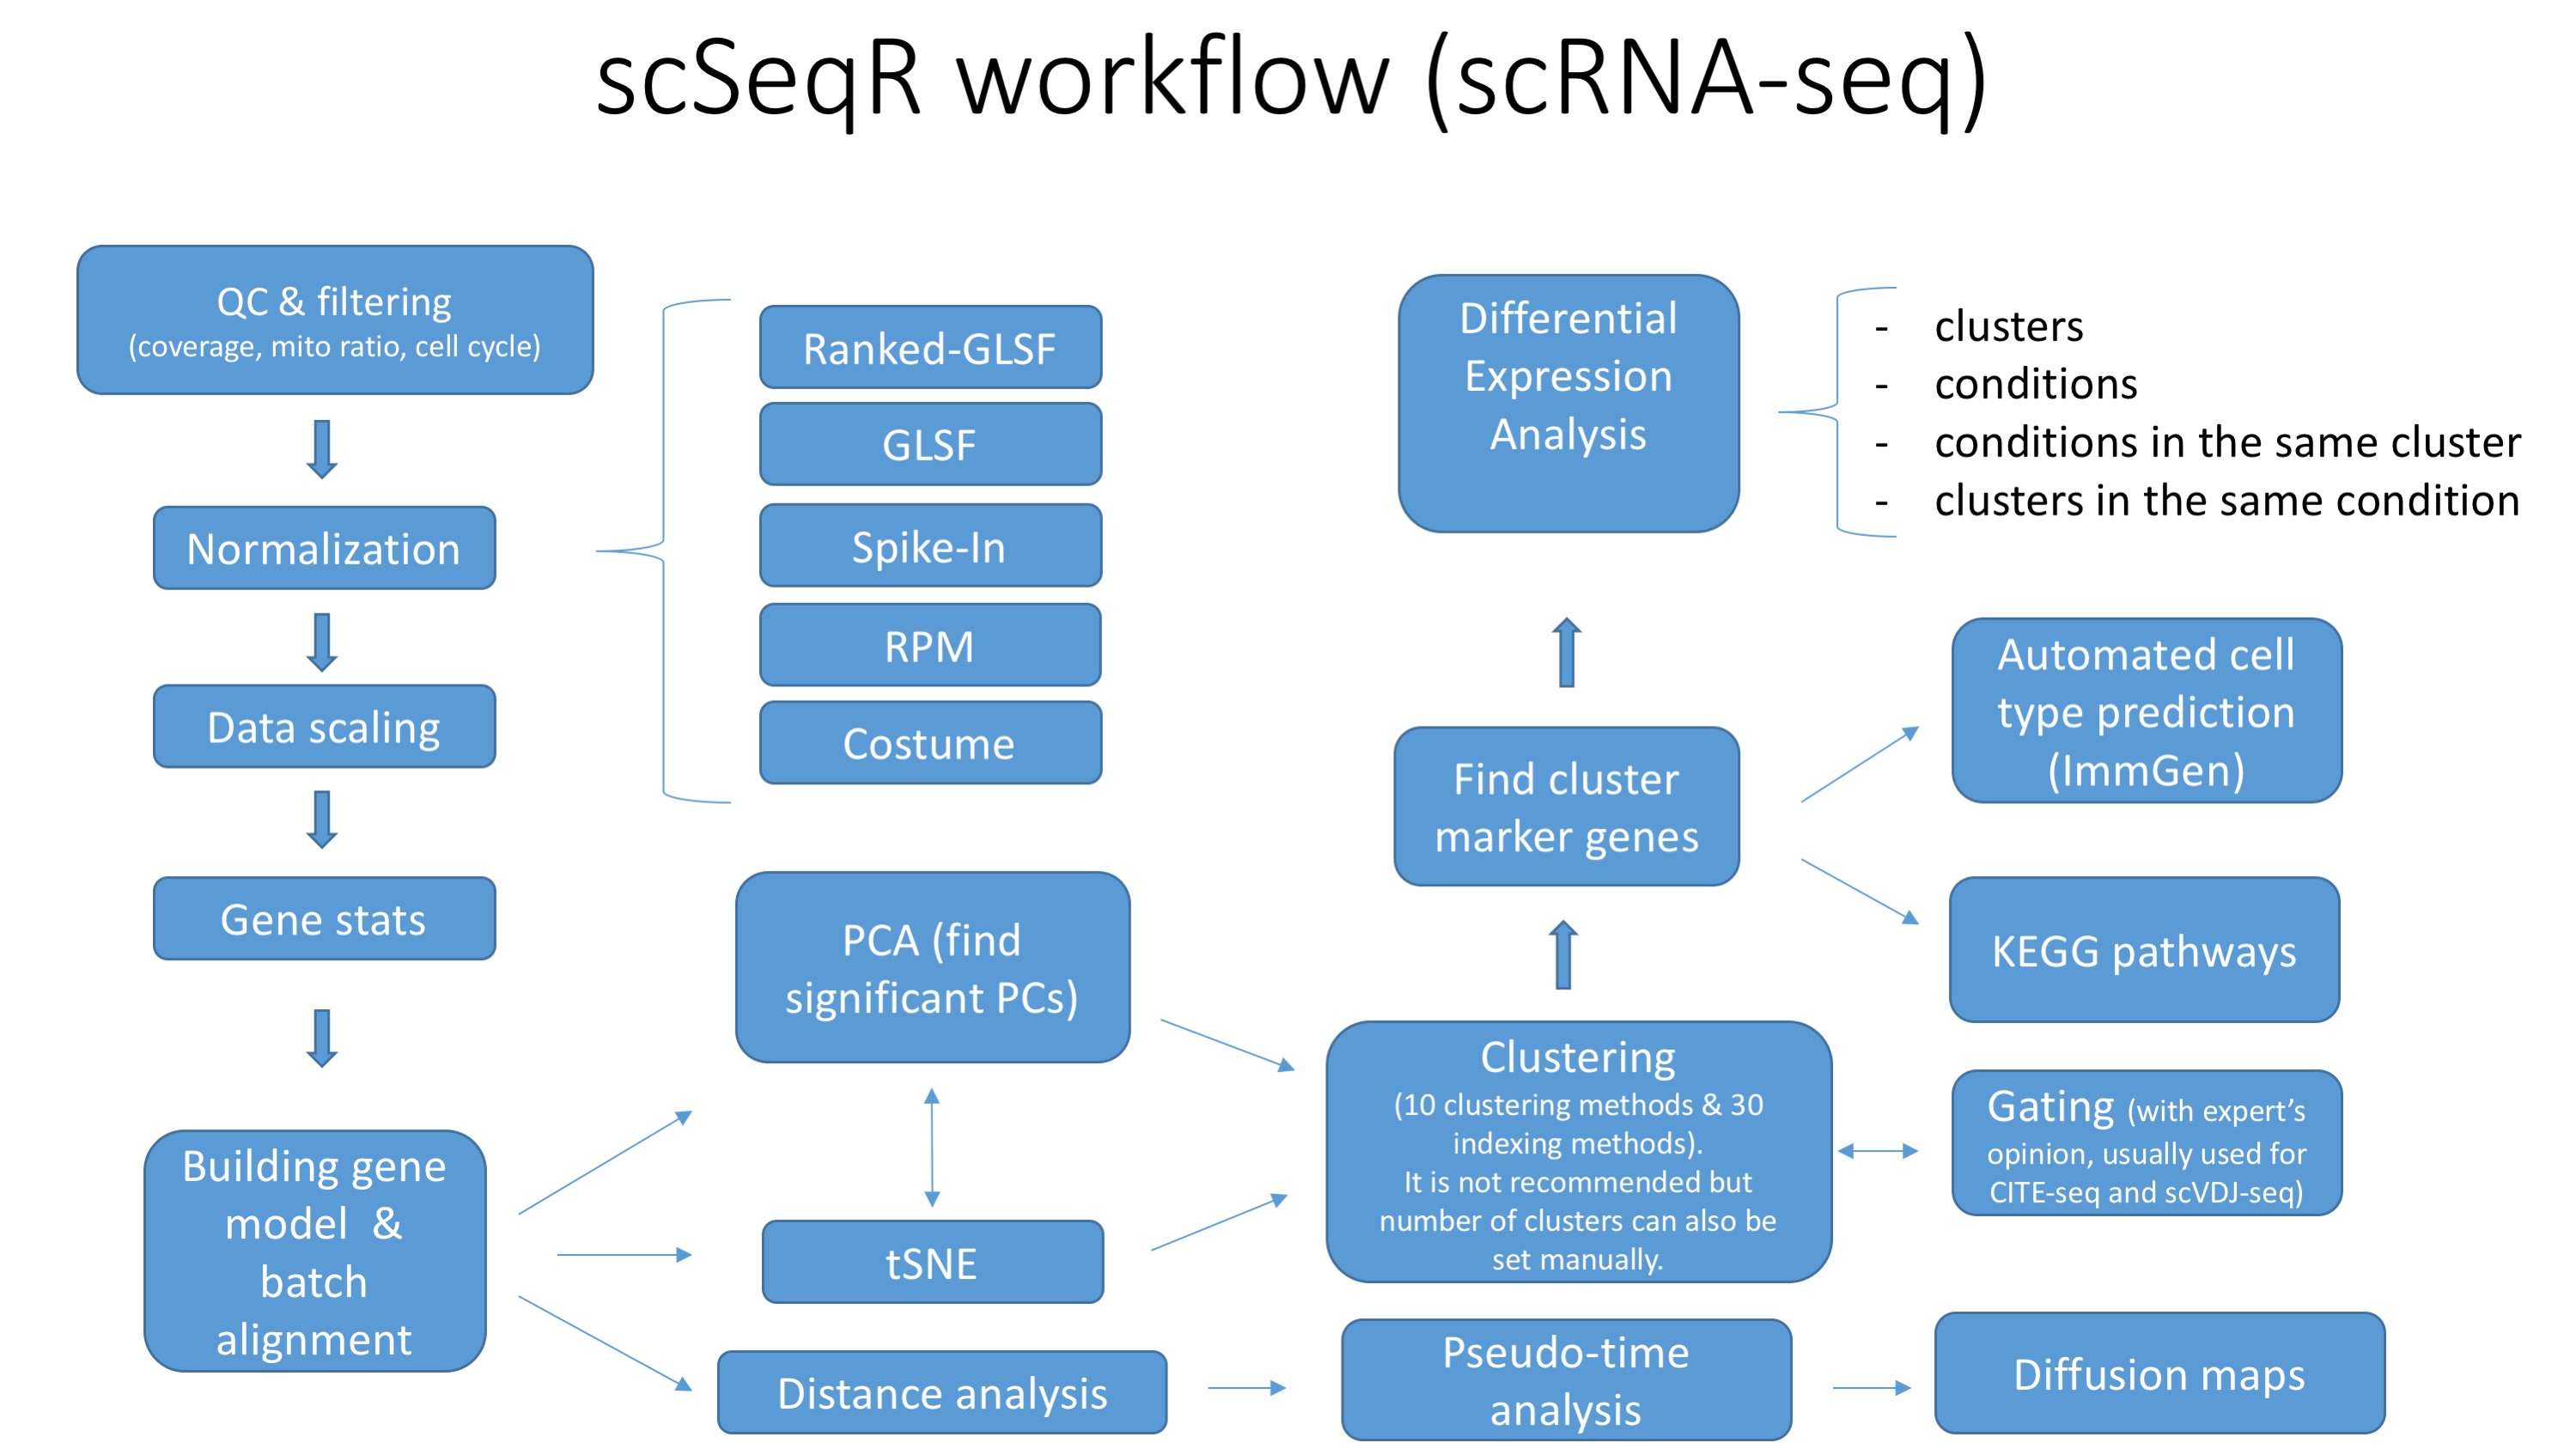 scSeqR workflow (scRNA-seq)
QC & filtering
(coverage, mito ratio, cell cycle)
Normalization
Data scaling
Gene stats
Building gene
model & 
batch
alignment
Ranked-GLSF
GLSF
Spike-In
RPM
Costume
PCA (find
significant PCs)
tSNE
Distance analysis
Differential
Expression
Analysis
- clusters
- conditions
- conditions in the same cluster
- clusters in the same condition
Find cluster
marker genes
Automated cell
type prediction
(ImmGen)
KEGG pathways
Clustering
(10 clustering methods & 30
indexing methods).
It is not recommended but
number of clusters can also be
set manually.
Gating (with expert’s
opinion, usually used for
CITE-seq and scVDJ-seq)
Pseudo-time
analysis
Diffusion maps